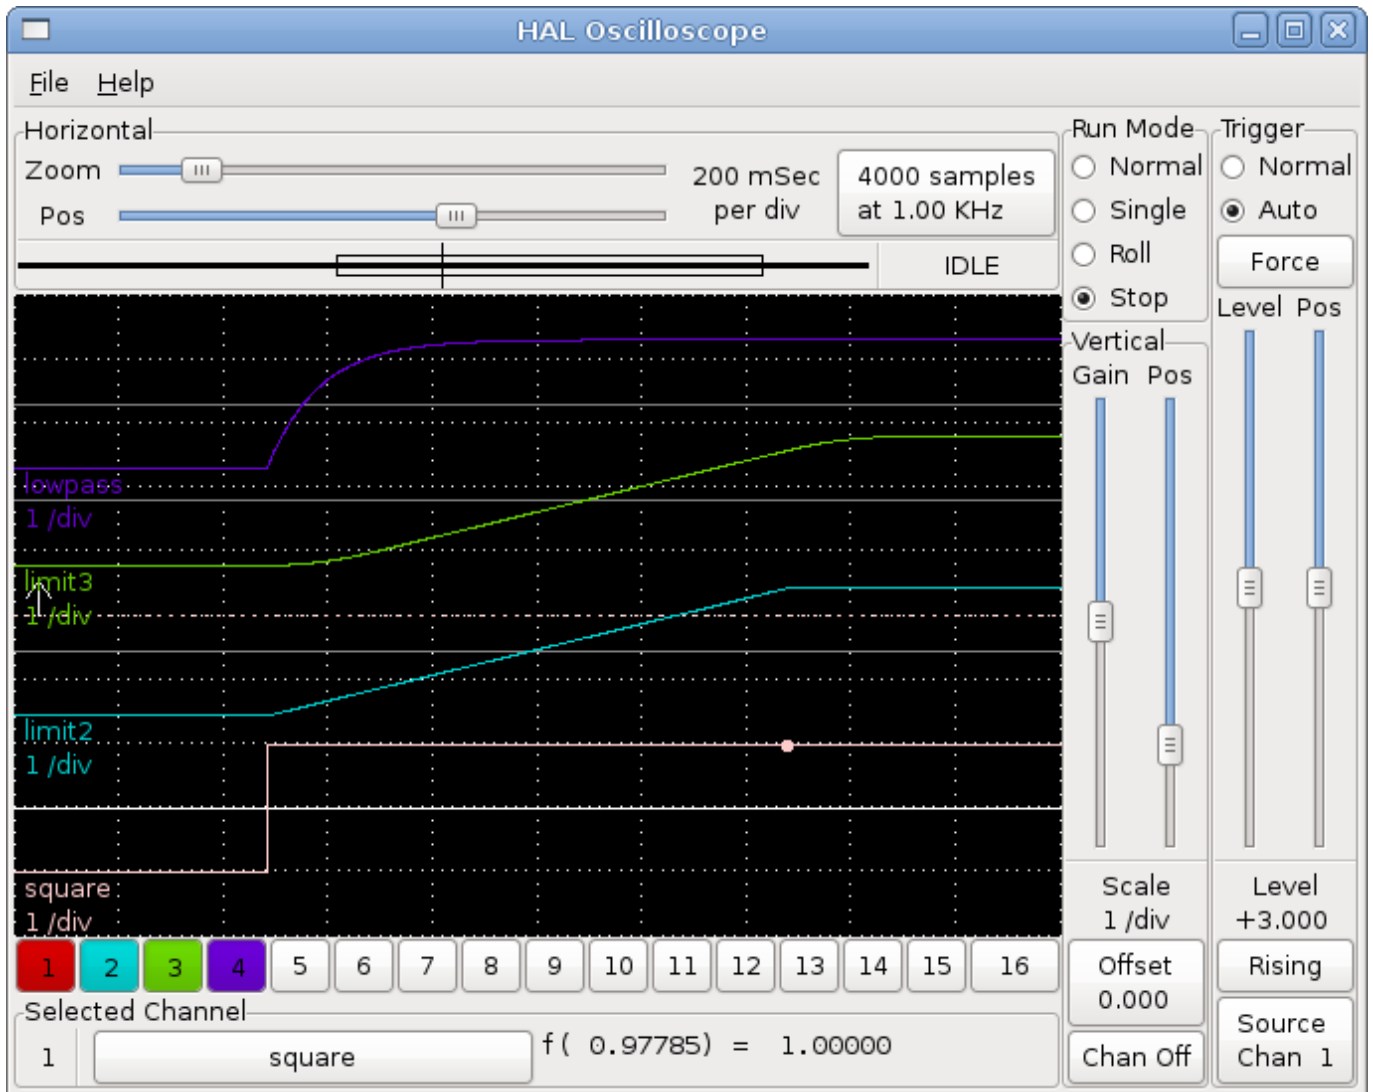 HAL Oscilloscope
File Help
Horizontal
Zoom
Pos
200 mSec
per div
4000 samples
at 1.00 KHz
IDLE
Run Mode
Normal
Single
Roll
Stop
Trigger
Normal
Auto
Force
Level Pos
Vertical
Gain Pos
lowpass
1 /div
limit3
1 /div
limit2
1 /div
square
1 /div
Scale
1 /div
Offset
0.000
Chan Off
Level
+3.000
Rising
Source
Chan 1
1 2 3 4 5 6 7 8 9 10 11 12 13 14 15 16
Selected Channel
1 square f( 0.97785) = 1.00000